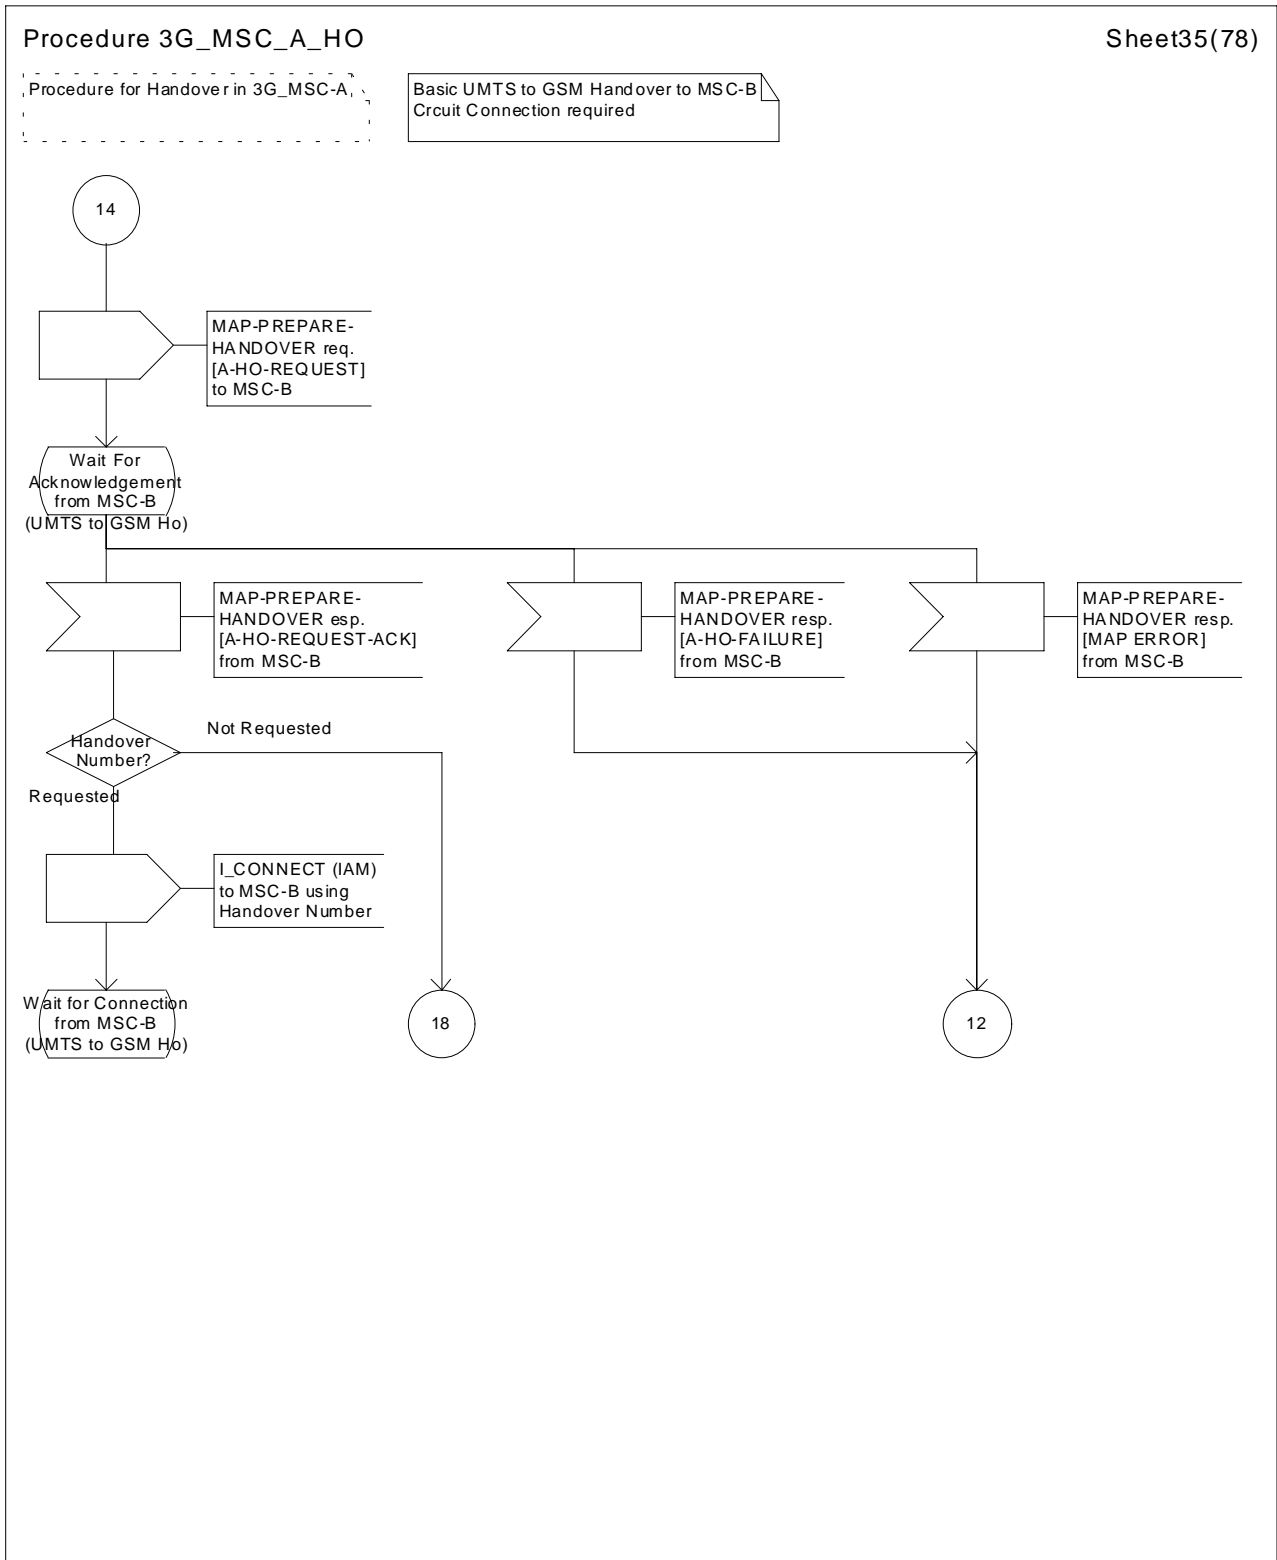 Procedure 3G_MSC_A_HO
Sheet35(78)
Procedure for Handover in 3G_MSC-A
Basic UMTS to GSM Handover to MSC-B
Crcuit Connection required
14
MAP-PREPARE-
HANDOVER req.
[A-HO-REQUEST]
to MSC-B
Wait For
Acknowledgement
from MSC-B
(UMTS to GSM Ho)
MAP-PREPARE-
HANDOVER esp.
[A-HO-REQUEST-ACK]
from MSC-B
MAP-PREPARE-
HANDOVER resp.
[A-HO-FAILURE]
from MSC-B
MAP-PREPARE-
HANDOVER resp.
[MAP ERROR]
from MSC-B
Handover
Number?
Not Requested
Requested
I_CONNECT (IAM)
to MSC-B using
Handover Number
Wait for Connection
from MSC-B
(UMTS to GSM Ho)
18
12